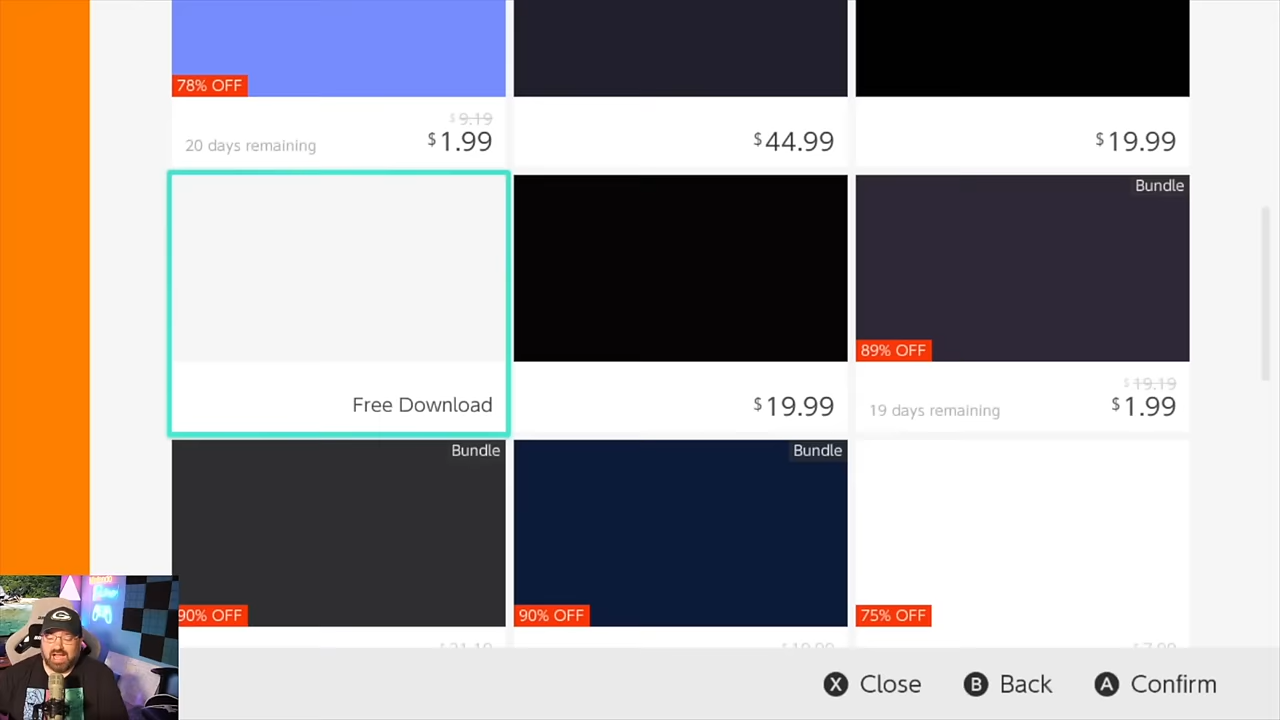 78% OFF
$9.19
20 days remaining $1.99
$44.99
$19.99
Bundle
89% OFF
Free Download
$19.99
$19.19
19 days remaining $1.99
Bundle
Bundle
90% OFF
90% OFF
75% OFF
X Close
B Back
A Confirm